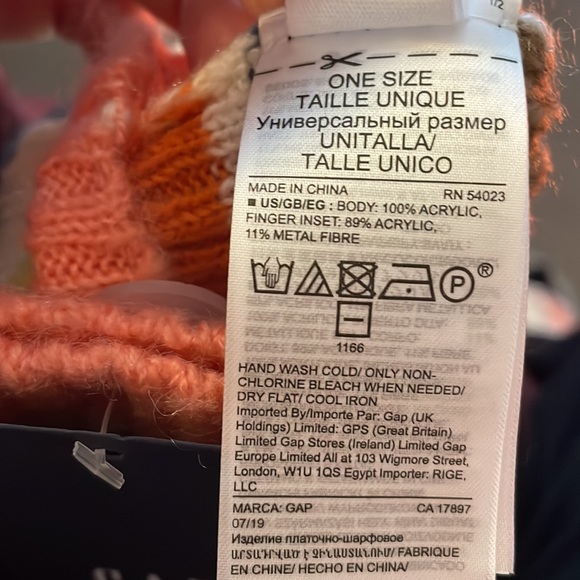 1/2
ONE SIZE
TAILLE UNIQUE
Универсальный размер
UNITALLA/
TALLE UNICO
MADE IN CHINA RN 54023
■ US/GB/EG : BODY: 100% ACRYLIC,
FINGER INSET: 89% ACRYLIC,
11% METAL FIBRE
P ®
1166
HAND WASH COLD/ ONLY NON-
CHLORINE BLEACH WHEN NEEDED/
DRY FLAT/ COOL IRON
Imported By/Importe Par: Gap (UK
Holdings) Limited: GPS (Great Britain)
Limited Gap Stores (Ireland) Limited Gap
Europe Limited All at 103 Wigmore Street,
London, W1U 1QS Egypt Importer: RIGE,
LLC
MARCA: GAP CA 17897
07/19
Изделие платочно-шарфовое
ԱՐՏԱԴՐՎԱԾ Է ՉԻՆԱՍՏԱՆՈՒՄ/ FABRIQUE
EN CHINE/ HECHO EN CHINA/